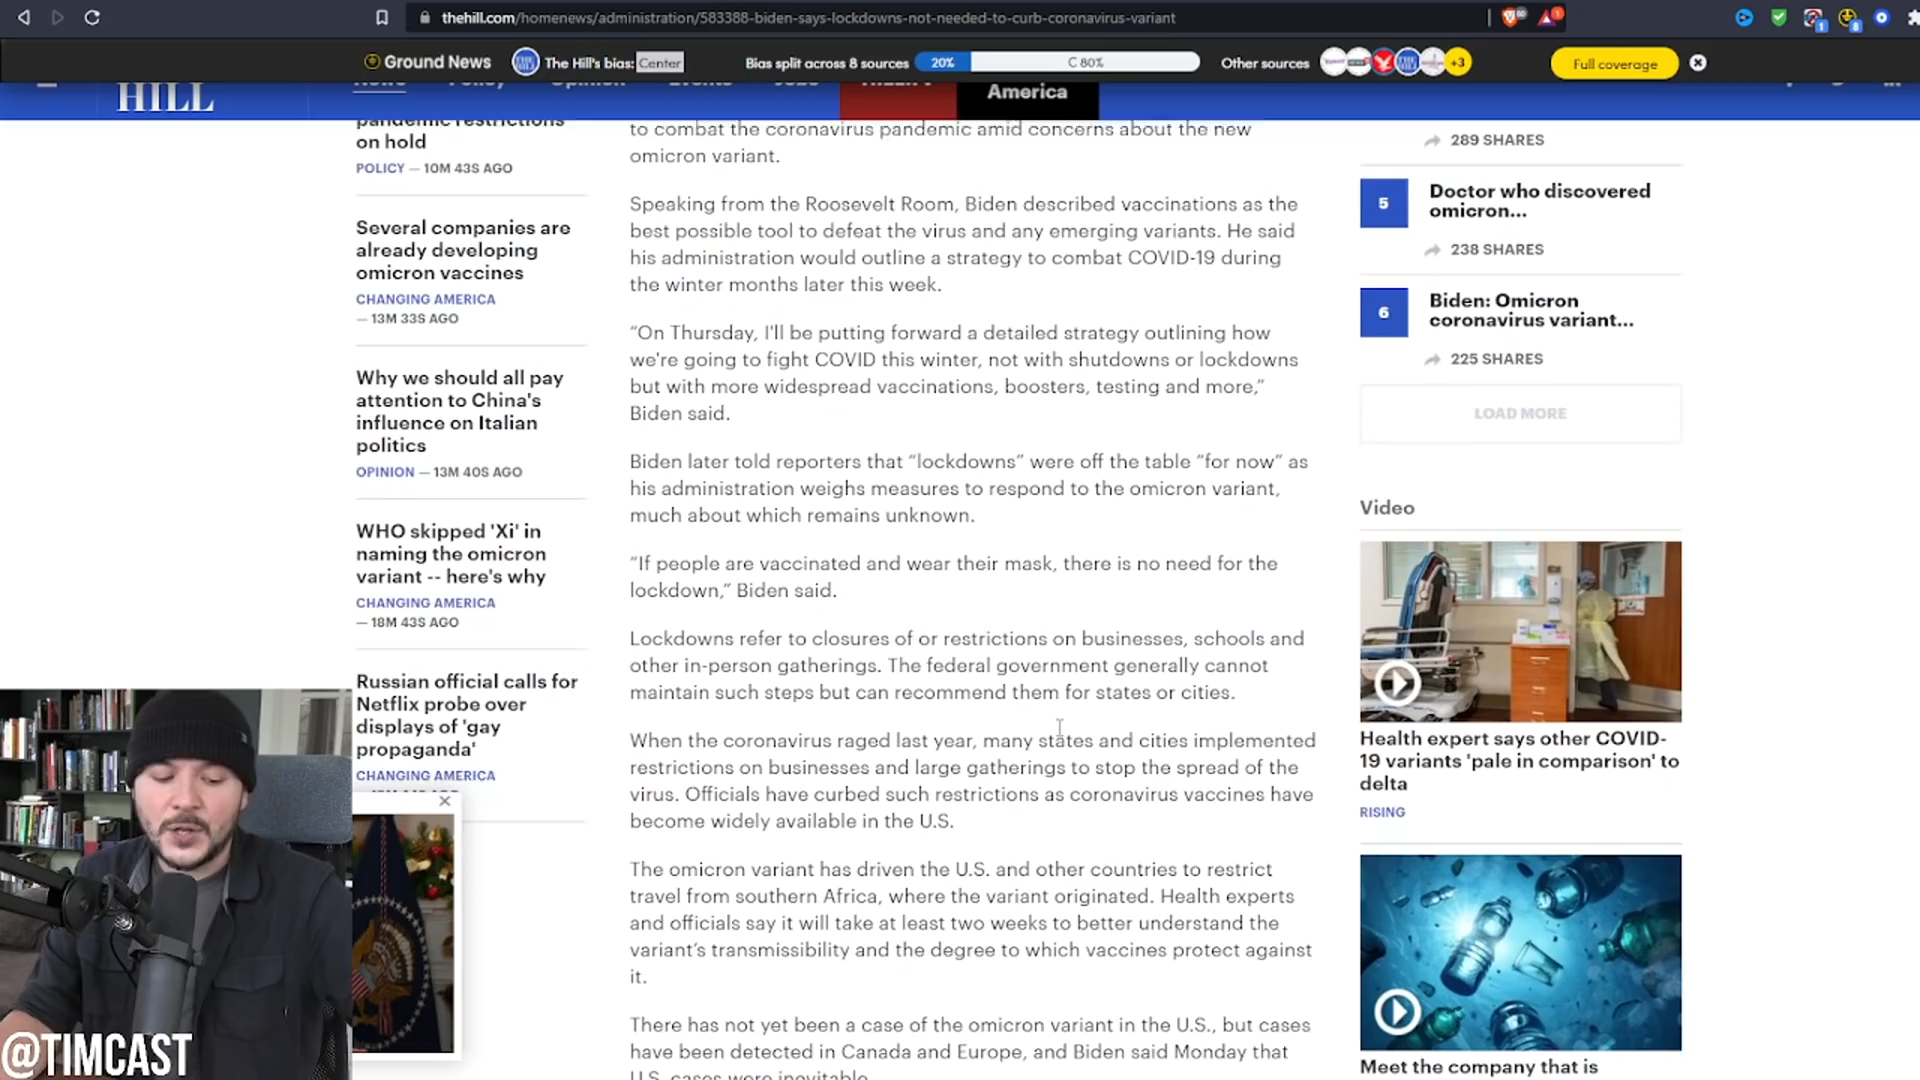 thehill.com/homenews/administration/583388-biden-says-lockdowns-not-needed-to-curb-coronavirus-variant
Ground News
The Hill's bias: Center
Bias split across 8 sources
20%
C 80%
Other sources
+3
Full coverage
HILL
America
pandemic restrictions
on hold
POLICY — 10M 43S AGO
Several companies are
already developing
omicron vaccines
CHANGING AMERICA
— 13M 33S AGO
Why we should all pay
attention to China's
influence on Italian
politics
OPINION — 13M 40S AGO
WHO skipped 'Xi' in
naming the omicron
variant -- here's why
CHANGING AMERICA
— 18M 43S AGO
Russian official calls for
Netflix probe over
displays of 'gay
propaganda'
CHANGING AMERICA
to combat the coronavirus pandemic amid concerns about the new
omicron variant.
Speaking from the Roosevelt Room, Biden described vaccinations as the
best possible tool to defeat the virus and any emerging variants. He said
his administration would outline a strategy to combat COVID-19 during
the winter months later this week.
“On Thursday, I'll be putting forward a detailed strategy outlining how
we're going to fight COVID this winter, not with shutdowns or lockdowns
but with more widespread vaccinations, boosters, testing and more,”
Biden said.
Biden later told reporters that “lockdowns” were off the table “for now” as
his administration weighs measures to respond to the omicron variant,
much about which remains unknown.
“If people are vaccinated and wear their mask, there is no need for the
lockdown,” Biden said.
Lockdowns refer to closures of or restrictions on businesses, schools and
other in-person gatherings. The federal government generally cannot
maintain such steps but can recommend them for states or cities.
When the coronavirus raged last year, many states and cities implemented
restrictions on businesses and large gatherings to stop the spread of the
virus. Officials have curbed such restrictions as coronavirus vaccines have
become widely available in the U.S.
The omicron variant has driven the U.S. and other countries to restrict
travel from southern Africa, where the variant originated. Health experts
and officials say it will take at least two weeks to better understand the
variant’s transmissibility and the degree to which vaccines protect against
it.
There has not yet been a case of the omicron variant in the U.S., but cases
have been detected in Canada and Europe, and Biden said Monday that
U.S. cases were inevitable.
289 SHARES
5
Doctor who discovered
omicron...
238 SHARES
6
Biden: Omicron
coronavirus variant...
225 SHARES
LOAD MORE
Video
Health expert says other COVID-
19 variants 'pale in comparison' to
delta
RISING
Meet the company that is
@TIMCAST